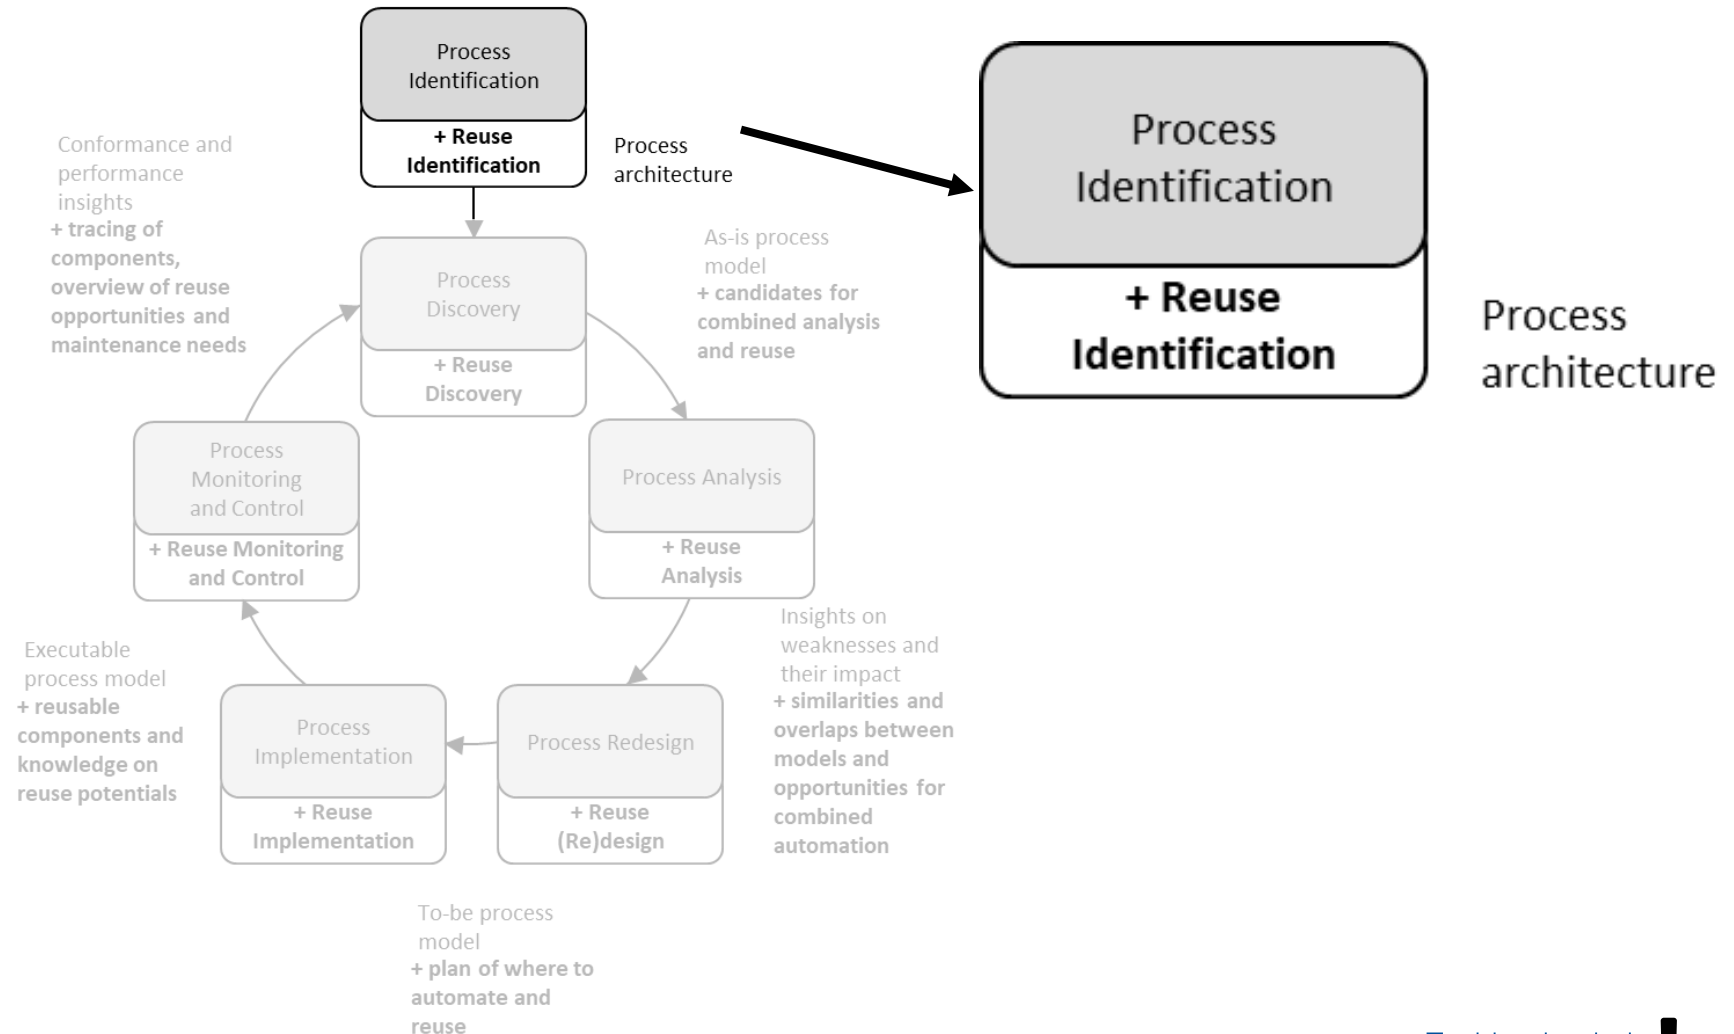 Process
Identification
+ Reuse
Identification
Process
architecture
Process
Identification
+ Reuse
Identification
Process
architecture
Conformance and
performance
insights
+ tracing of
components,
overview of reuse
opportunities and
maintenance needs
Process
Discovery
+ Reuse
Discovery
As-is process
model
+ candidates for
combined analysis
and reuse
Process
Monitoring
and Control
+ Reuse Monitoring
and Control
Process Analysis
+ Reuse
Analysis
Insights on
weaknesses and
their impact
+ similarities and
overlaps between
models and
opportunities for
combined
automation
Executable
process model
+ reusable
components and
knowledge on
reuse potentials
Process
Implementation
+ Reuse
Implementation
Process Redesign
+ Reuse
(Re)design
To-be process
model
+ plan of where to
automate and
reuse